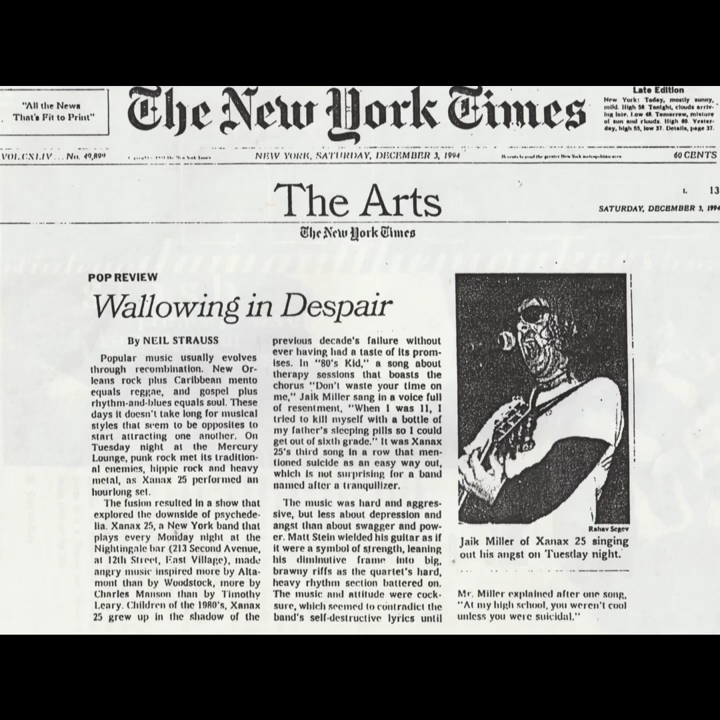 "All the News
That's Fit to Print"
The New York Times
Late Edition
New York: Today, mostly sunny,
mild. High 58 Tonight, clouds arriv-
ing late. Low 48. Tomorrow, mixture
of sun and clouds. High 60. Yester-
day, high 55, low 37. Details, page 37.
VOL.CXLIV... No. 49,899
NEW YORK, SATURDAY, DECEMBER 3, 1994
60 CENTS
The Arts
L 13
SATURDAY, DECEMBER 3, 1994
The New York Times
POP REVIEW
Wallowing in Despair
By NEIL STRAUSS
Popular music usually evolves
through recombination. New Or-
leans rock plus Caribbean mento
equals reggae, and gospel plus
rhythm-and-blues equals soul. These
days it doesn't take long for musical
styles that seem to be opposites to
start attracting one another. On
Tuesday night at the Mercury
Lounge, punk rock met its tradition-
al enemies, hippie rock and heavy
metal, as Xanax 25 performed an
hourlong set.
The fusion resulted in a show that
explored the downside of psychede-
lia. Xanax 25, a New York band that
plays every Monday night at the
Nightingale bar (213 Second Avenue,
at 12th Street, East Village), made
angry music inspired more by Alta-
mont than by Woodstock, more by
Charles Manson than by Timothy
Leary. Children of the 1980's, Xanax
25 grew up in the shadow of the
previous decade's failure without
ever having had a taste of its prom-
ises. In "80's Kid," a song about
therapy sessions that boasts the
chorus "Don't waste your time on
me," Jaik Miller sang in a voice full
of resentment, "When I was 11, I
tried to kill myself with a bottle of
my father's sleeping pills so I could
get out of sixth grade." It was Xanax
25's third song in a row that men-
tioned suicide as an easy way out,
which is not surprising for a band
named after a tranquilizer.
The music was hard and aggres-
sive, but less about depression and
angst than about swagger and pow-
er. Matt Stein wielded his guitar as if
it were a symbol of strength, leaning
his diminutive frame into big,
brawny riffs as the quartet's hard,
heavy rhythm section battered on.
The music and attitude were cock-
sure, which seemed to contradict the
band's self-destructive lyrics until
Rahav Segev
Jaik Miller of Xanax 25 singing
out his angst on Tuesday night.
Mr. Miller explained after one song,
"At my high school, you weren't cool
unless you were suicidal."